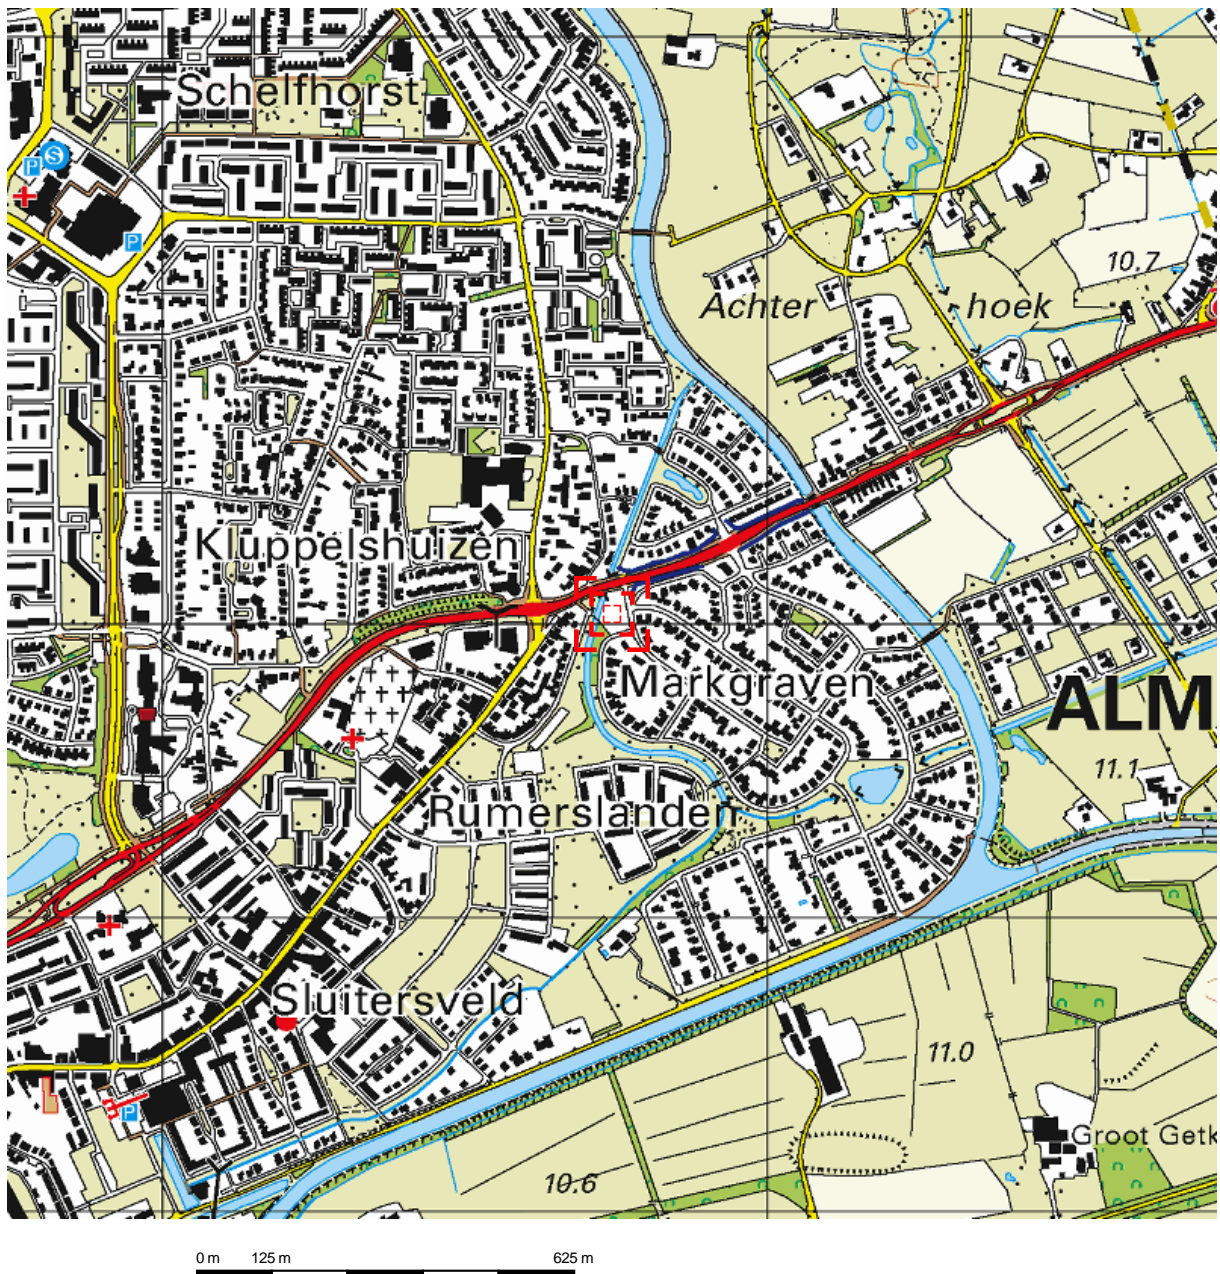 Schelfhorst
S
P
P
10.7
Achter hoek
Kluppelshuizen
Markgraven
ALM
11.1
Rumerslanden
Sluitersveld
11.0
P
Groot Getk
10.6
0 m 125 m 625 m